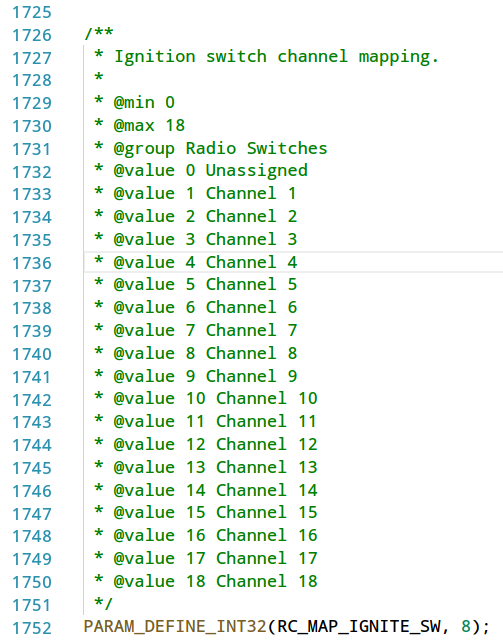 1725
1726 /**
1727 * Ignition switch channel mapping.
1728 *
1729 * @min 0
1730 * @max 18
1731 * @group Radio Switches
1732 * @value 0 Unassigned
1733 * @value 1 Channel 1
1734 * @value 2 Channel 2
1735 * @value 3 Channel 3
1736 * @value 4 Channel 4
1737 * @value 5 Channel 5
1738 * @value 6 Channel 6
1739 * @value 7 Channel 7
1740 * @value 8 Channel 8
1741 * @value 9 Channel 9
1742 * @value 10 Channel 10
1743 * @value 11 Channel 11
1744 * @value 12 Channel 12
1745 * @value 13 Channel 13
1746 * @value 14 Channel 14
1747 * @value 15 Channel 15
1748 * @value 16 Channel 16
1749 * @value 17 Channel 17
1750 * @value 18 Channel 18
1751 */
1752 PARAM_DEFINE_INT32(RC_MAP_IGNITE_SW, 8);